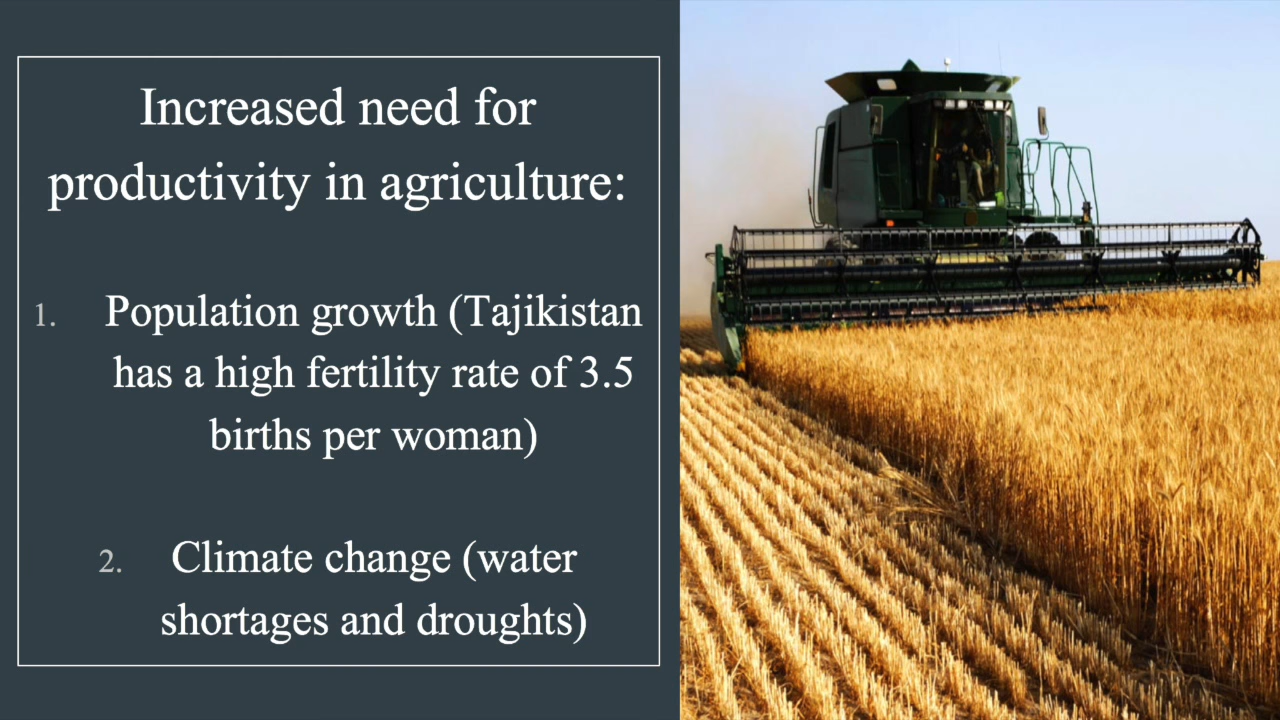 Increased need for
productivity in agriculture:
1. Population growth (Tajikistan
has a high fertility rate of 3.5
births per woman)
2. Climate change (water
shortages and droughts)